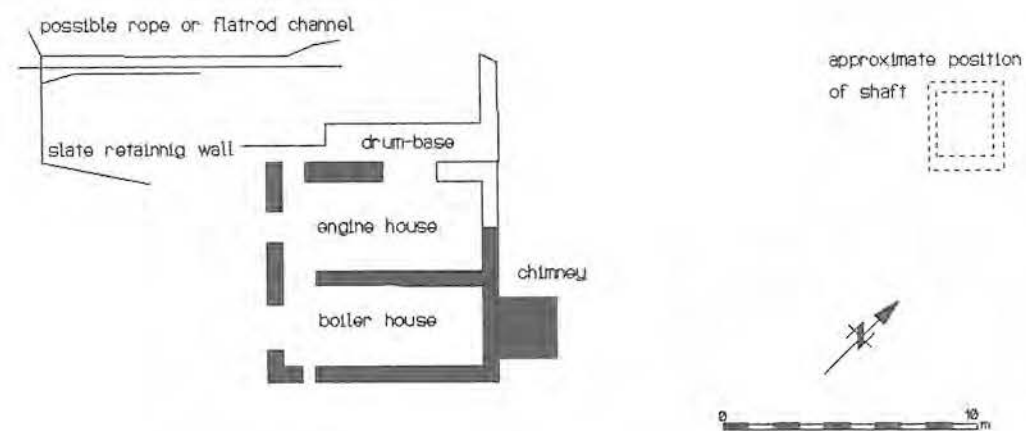 possible rope or flatrod channel
approximate position
of shaft
slate retainnig wall
drum-base
engine house
chimney
boiler house
N
0
10
m